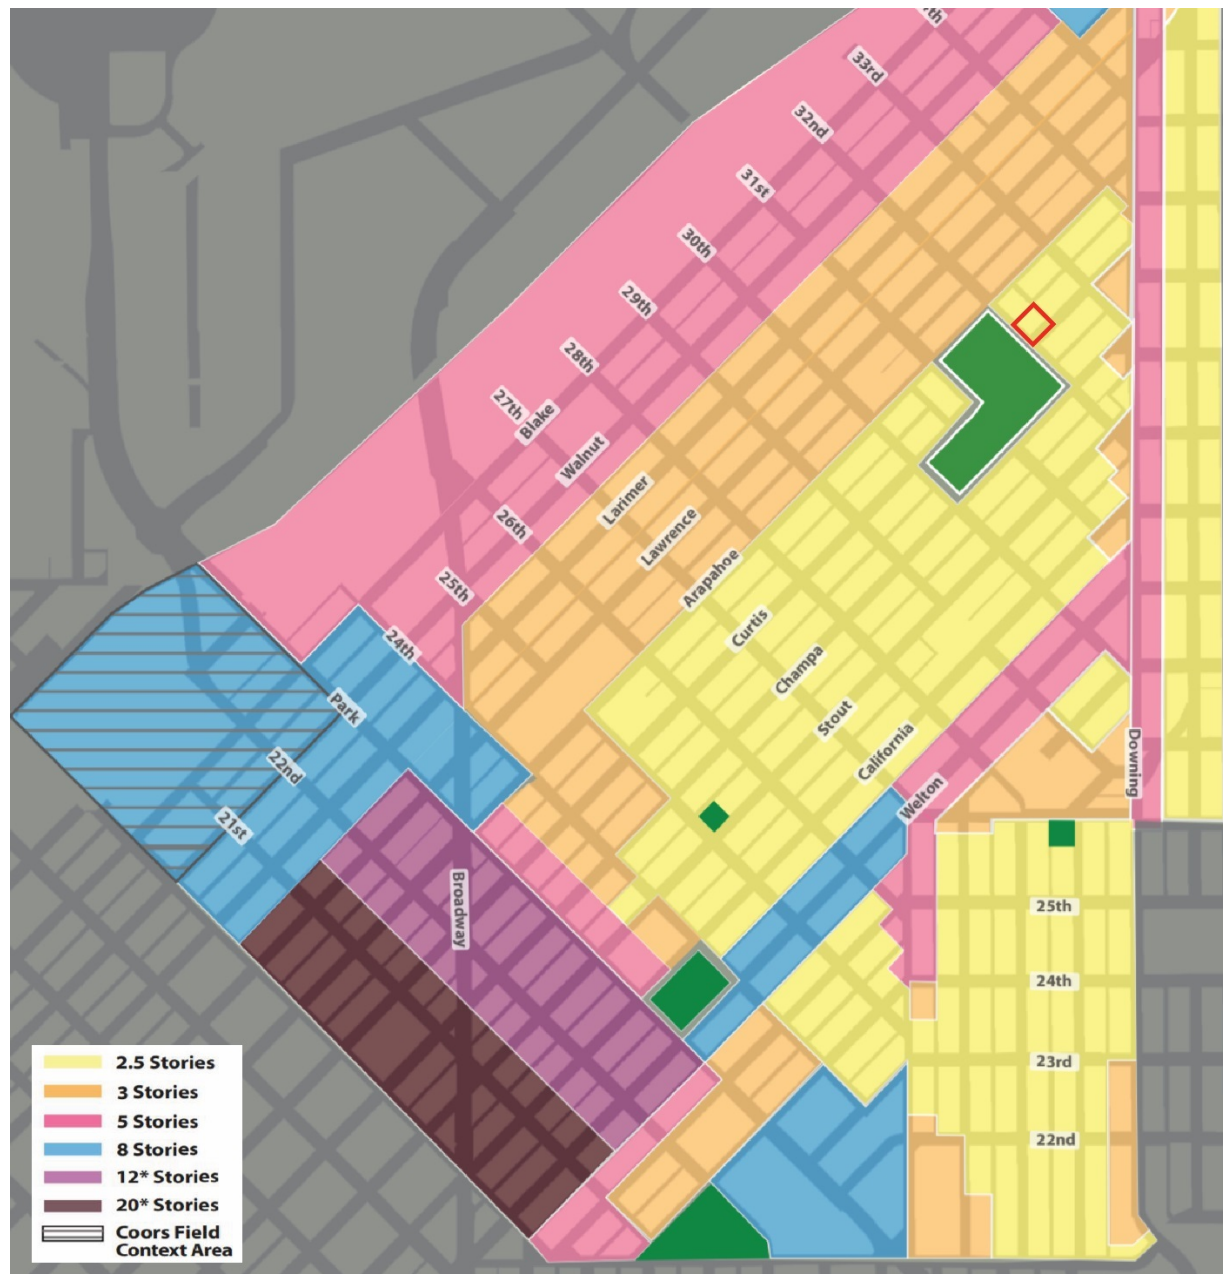 33rd
32nd
31st
30th
29th
28th
27th
Blake
Walnut
26th
Larimer
Lawrence
25th
Arapahoe
Curtis
24th
Champa
Park
Stout
California
22nd
Welton
Downing
21st
Broadway
25th
24th
23rd
22nd
2.5 Stories
3 Stories
5 Stories
8 Stories
12* Stories
20* Stories
Coors Field
Context Area